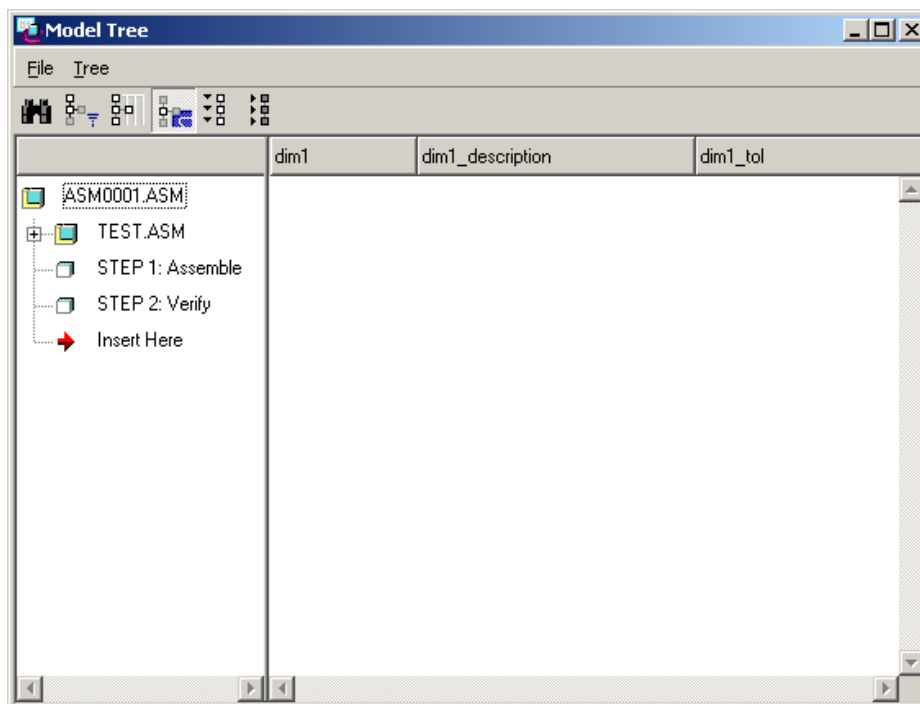 Model Tree
File Tree
dim1 dim1_description dim1_tol
ASM0001.ASM
TEST.ASM
STEP 1: Assemble
STEP 2: Verify
Insert Here